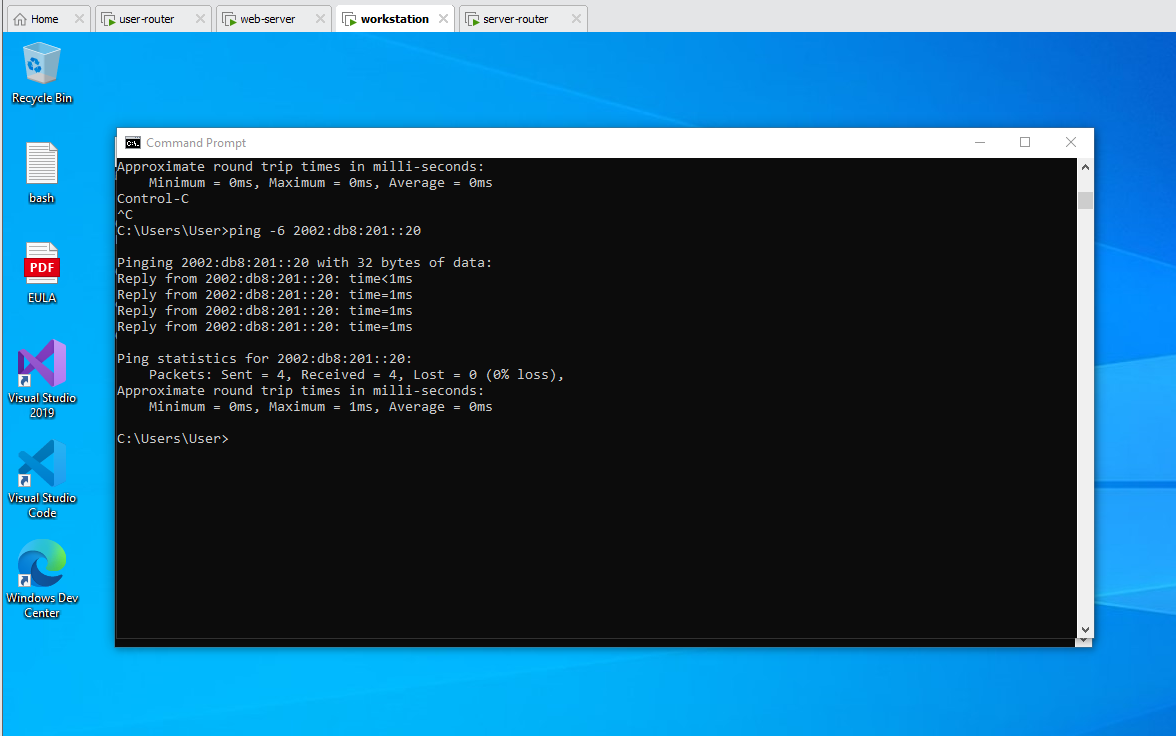 Home
user-router
web-server
workstation
server-router
Recycle Bin
bash
PDF
EULA
Visual Studio
2019
Visual Studio
Code
Windows Dev
Center
C:\.
Command Prompt
Approximate round trip times in milli-seconds:
    Minimum = 0ms, Maximum = 0ms, Average = 0ms
Control-C
^C
C:\Users\User>ping -6 2002:db8:201::20
Pinging 2002:db8:201::20 with 32 bytes of data:
Reply from 2002:db8:201::20: time<1ms
Reply from 2002:db8:201::20: time=1ms
Reply from 2002:db8:201::20: time=1ms
Reply from 2002:db8:201::20: time=1ms
Ping statistics for 2002:db8:201::20:
    Packets: Sent = 4, Received = 4, Lost = 0 (0% loss),
Approximate round trip times in milli-seconds:
    Minimum = 0ms, Maximum = 1ms, Average = 0ms
C:\Users\User>